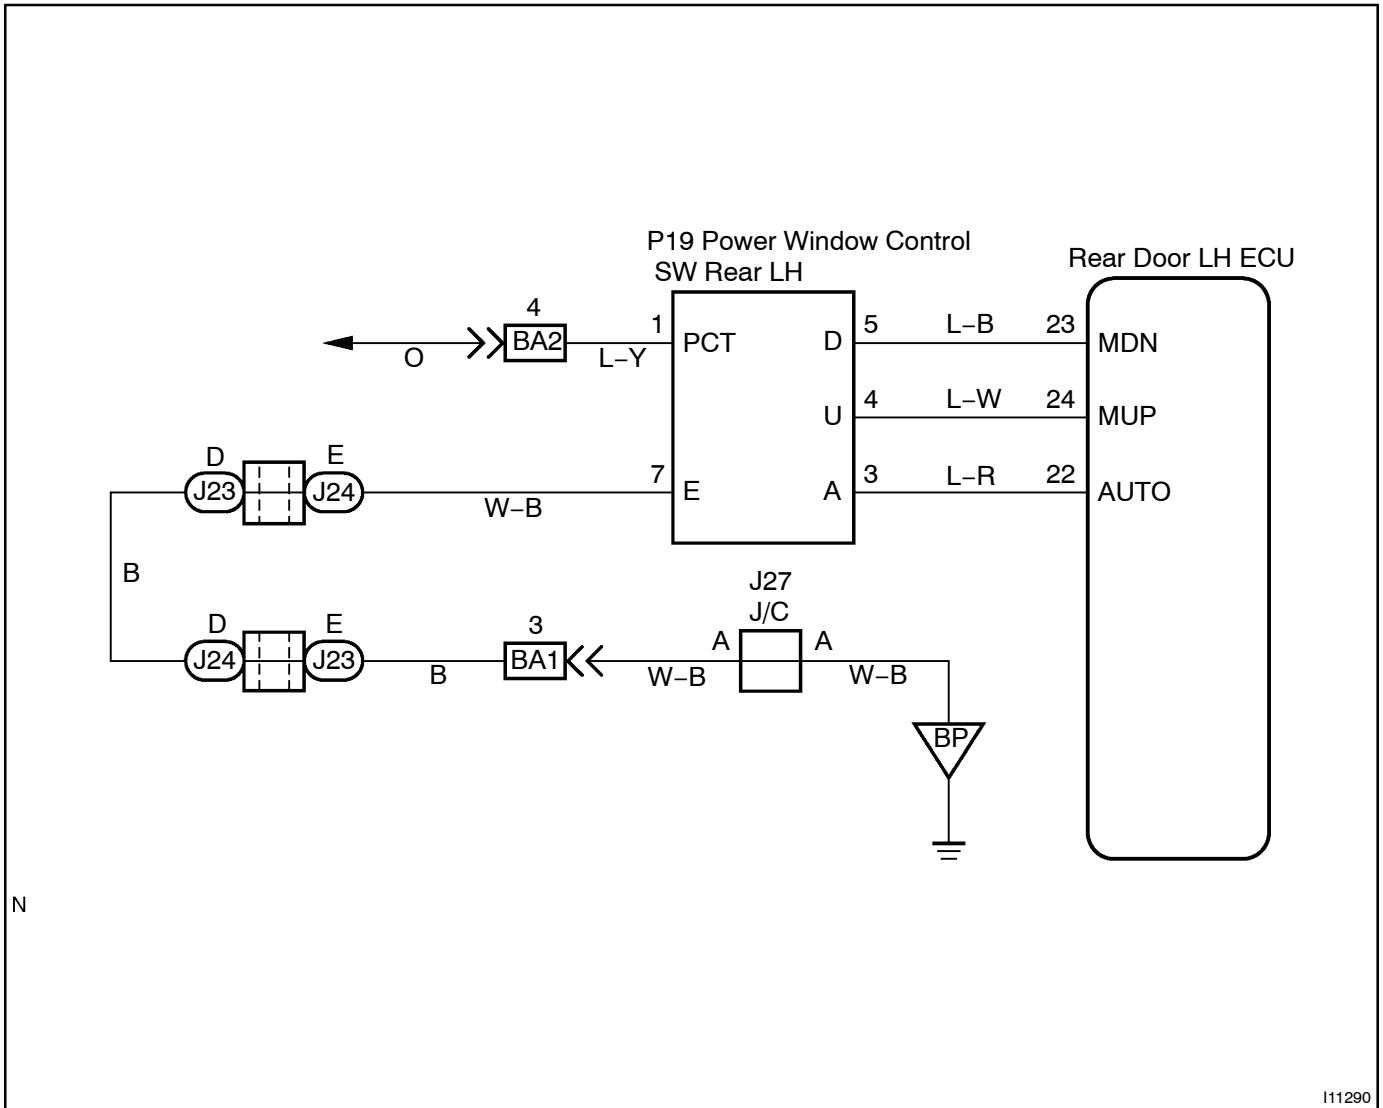 P19 Power Window Control
SW Rear LH
Rear Door LH ECU
4
BA2
O
L–Y
1
PCT
D
5
L–B
23
MDN
U
4
L–W
24
MUP
D
E
J23
J24
W–B
7
E
A
3
L–R
22
AUTO
B
J27
J/C
D
E
J24
J23
B
3
BA1
W–B
A
A
W–B
BP
N
I11290